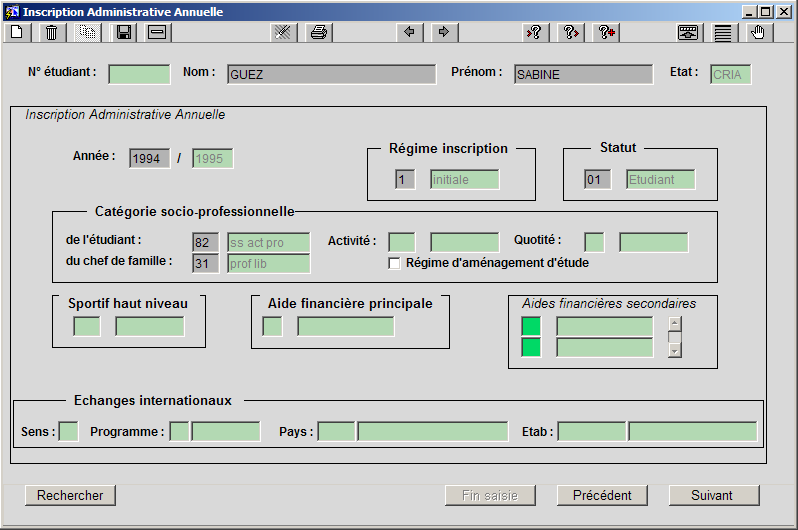 Inscription Administrative Annuelle
N° étudiant : Nom : GUEZ Prénom : SABINE Etat : CRIA
Inscription Administrative Annuelle
Année : 1994 / 1995
Régime inscription
1 initiale
Statut
01 Etudiant
Catégorie socio-professionnelle
de l'étudiant : 82 ss act pro Activité : Quotité :
du chef de famille : 31 prof lib Régime d'aménagement d'étude
Sportif haut niveau
Aide financière principale
Aides financières secondaires
Echanges internationaux
Sens : Programme : Pays : Etab :
Rechercher Fin saisie Précédent Suivant